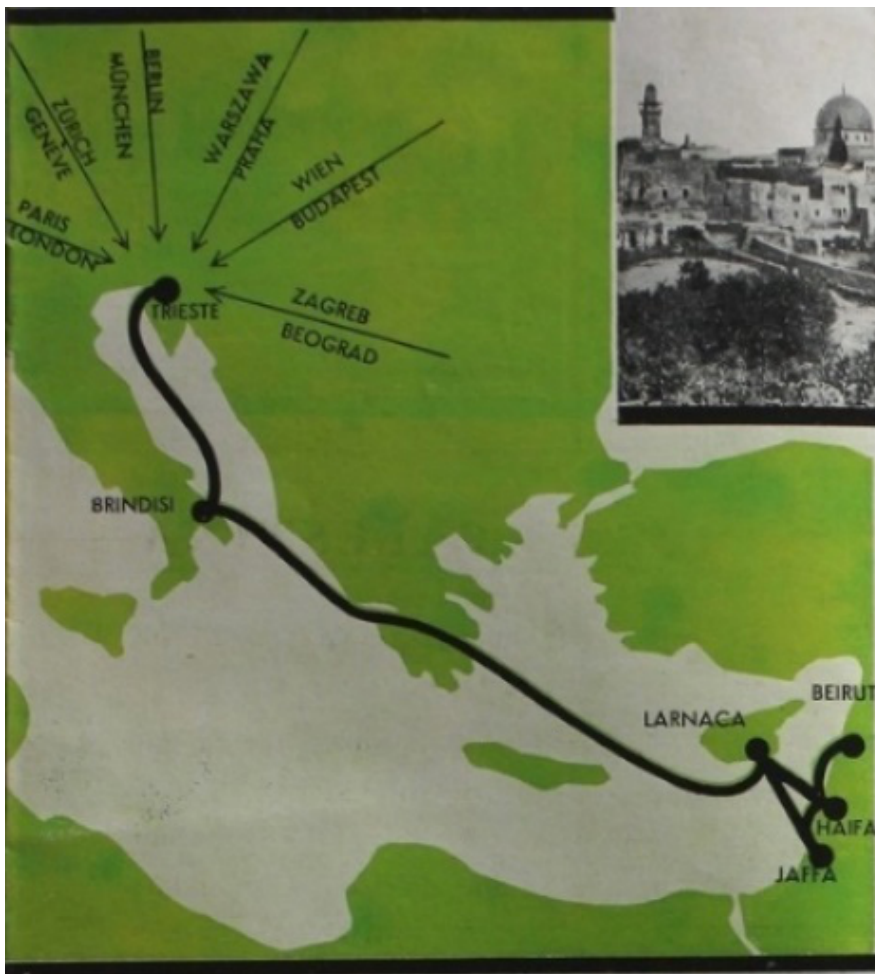 BERLIN
MÜNCHEN
ZÜRICH
GENÈVE
WARSZAWA
PRAHA
WIEN
BUDAPEST
PARIS
LONDON
TRIESTE
ZAGREB
BEOGRAD
BRINDISI
BEIRUT
LARNACA
HAIFA
JAFFA